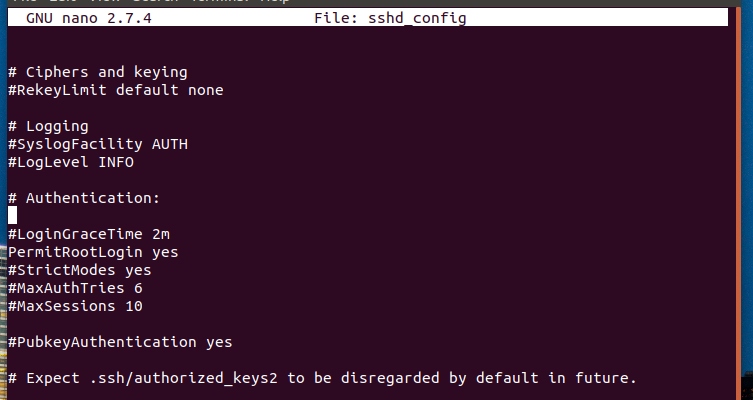 GNU nano 2.7.4 File: sshd_config
# Ciphers and keying
#RekeyLimit default none
# Logging
#SyslogFacility AUTH
#LogLevel INFO
# Authentication:
#LoginGraceTime 2m
PermitRootLogin yes
#StrictModes yes
#MaxAuthTries 6
#MaxSessions 10
#PubkeyAuthentication yes
# Expect .ssh/authorized_keys2 to be disregarded by default in future.